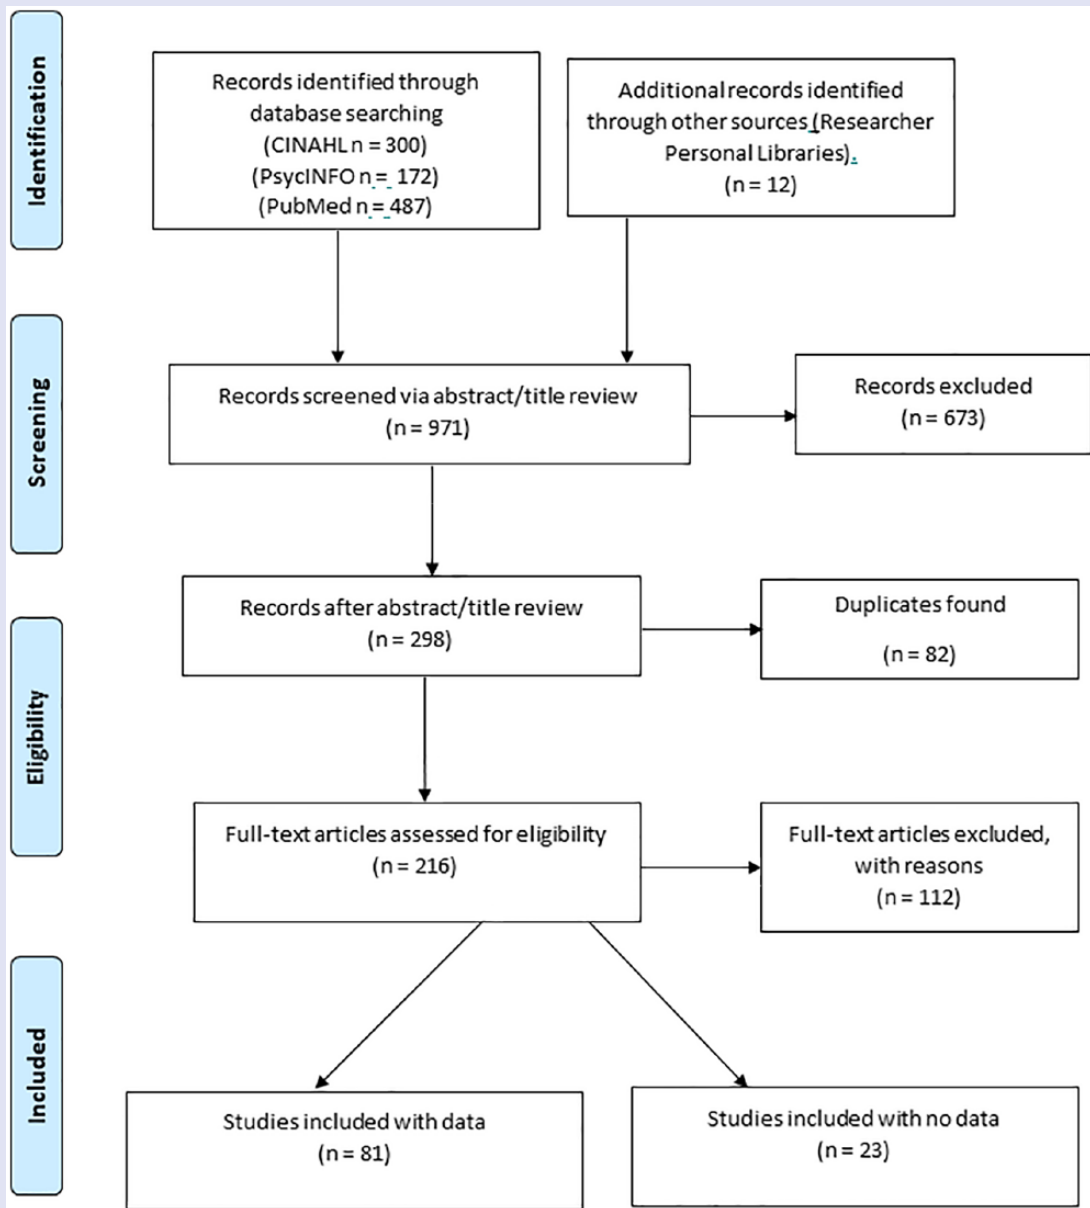 Identification
Records identified through
database searching
(CINAHL n = 300)
(PsycINFO n = 172)
(PubMed n = 487)
Additional records identified
through other sources (Researcher
Personal Libraries).
(n = 12)
Screening
Records screened via abstract/title review
(n = 971)
Records excluded
(n = 673)
Eligibility
Records after abstract/title review
(n = 298)
Duplicates found
(n = 82)
Full-text articles assessed for eligibility
(n = 216)
Full-text articles excluded,
with reasons
(n = 112)
Included
Studies included with data
(n = 81)
Studies included with no data
(n = 23)